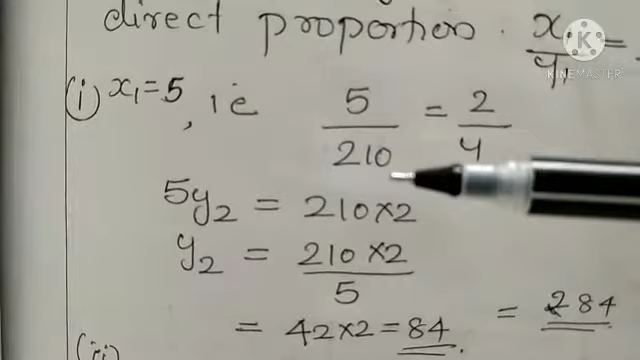 direct proportion. x₁/y₁ =
KINEMASTER
(i) x₁=5, ie 5/210 = 2/y
5y₂ = 210×2
y₂ = 210×2/5
= 42×2=84. = 284
(ii)